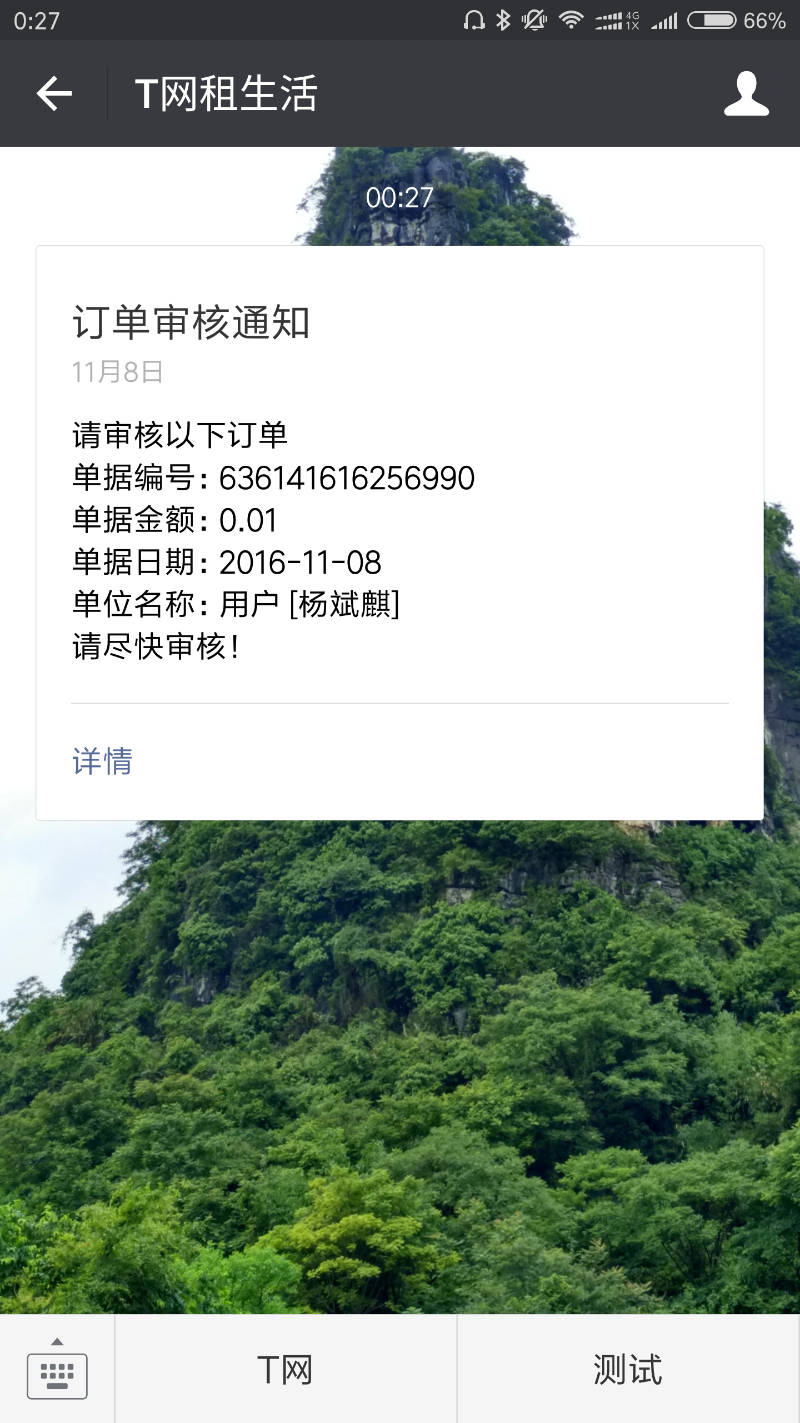 0:27
4G
1X
66%
T网租生活
00:27
订单审核通知
11月8日
请审核以下订单
单据编号：636141616256990
单据金额：0.01
单据日期：2016-11-08
单位名称：用户 [杨斌麒]
请尽快审核！
详情
T网
测试